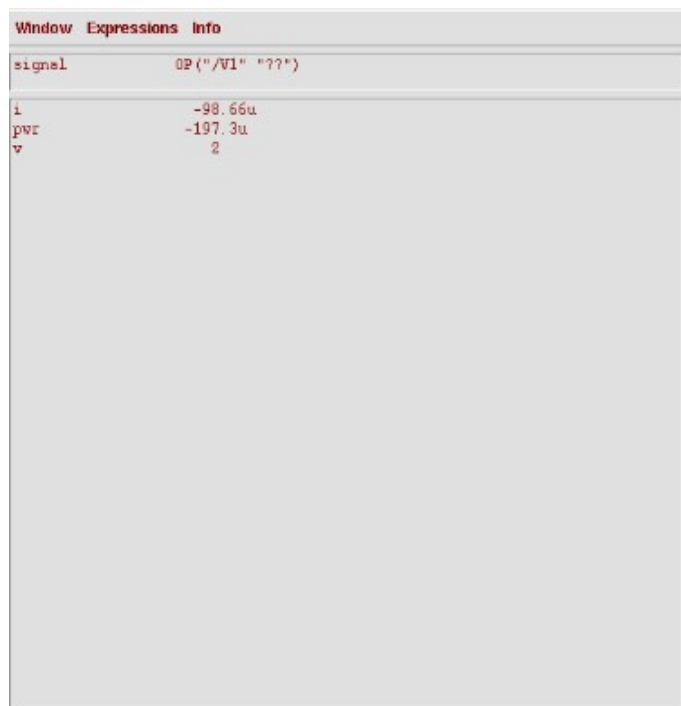 Window Expressions Info
signal OP("/V1" "??")
i -98.66u
pwr -197.3u
v 2